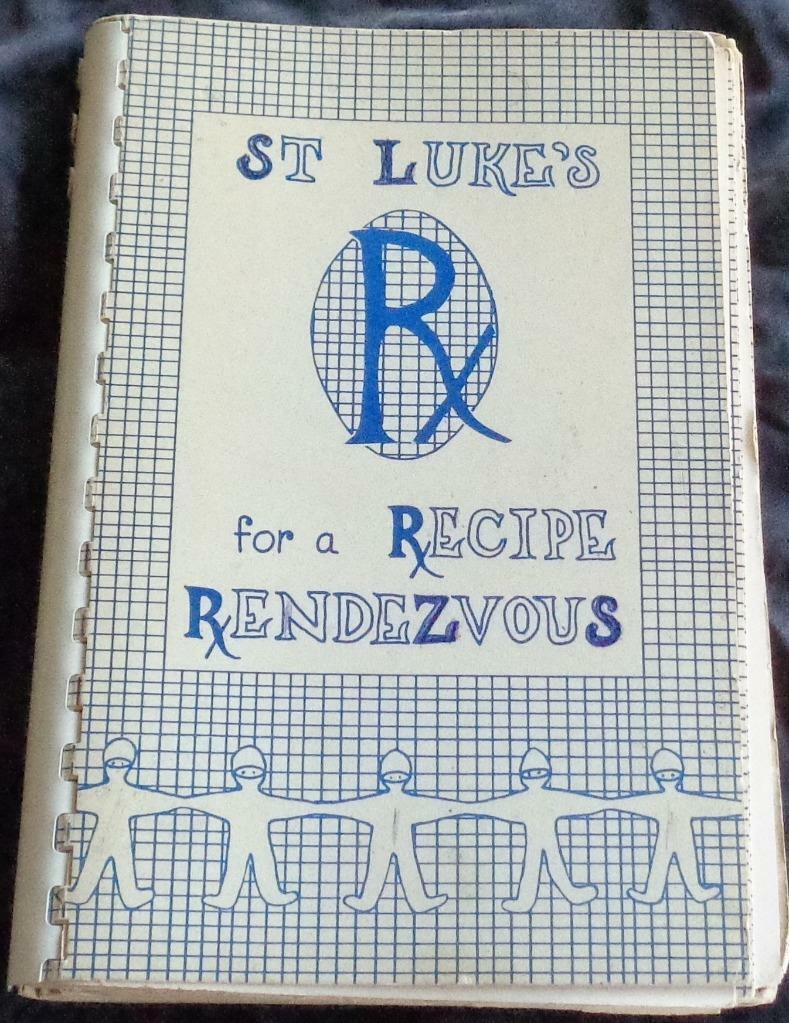 ST LUKE'S
Rx
for a RECIPE
RENDEZVOUS